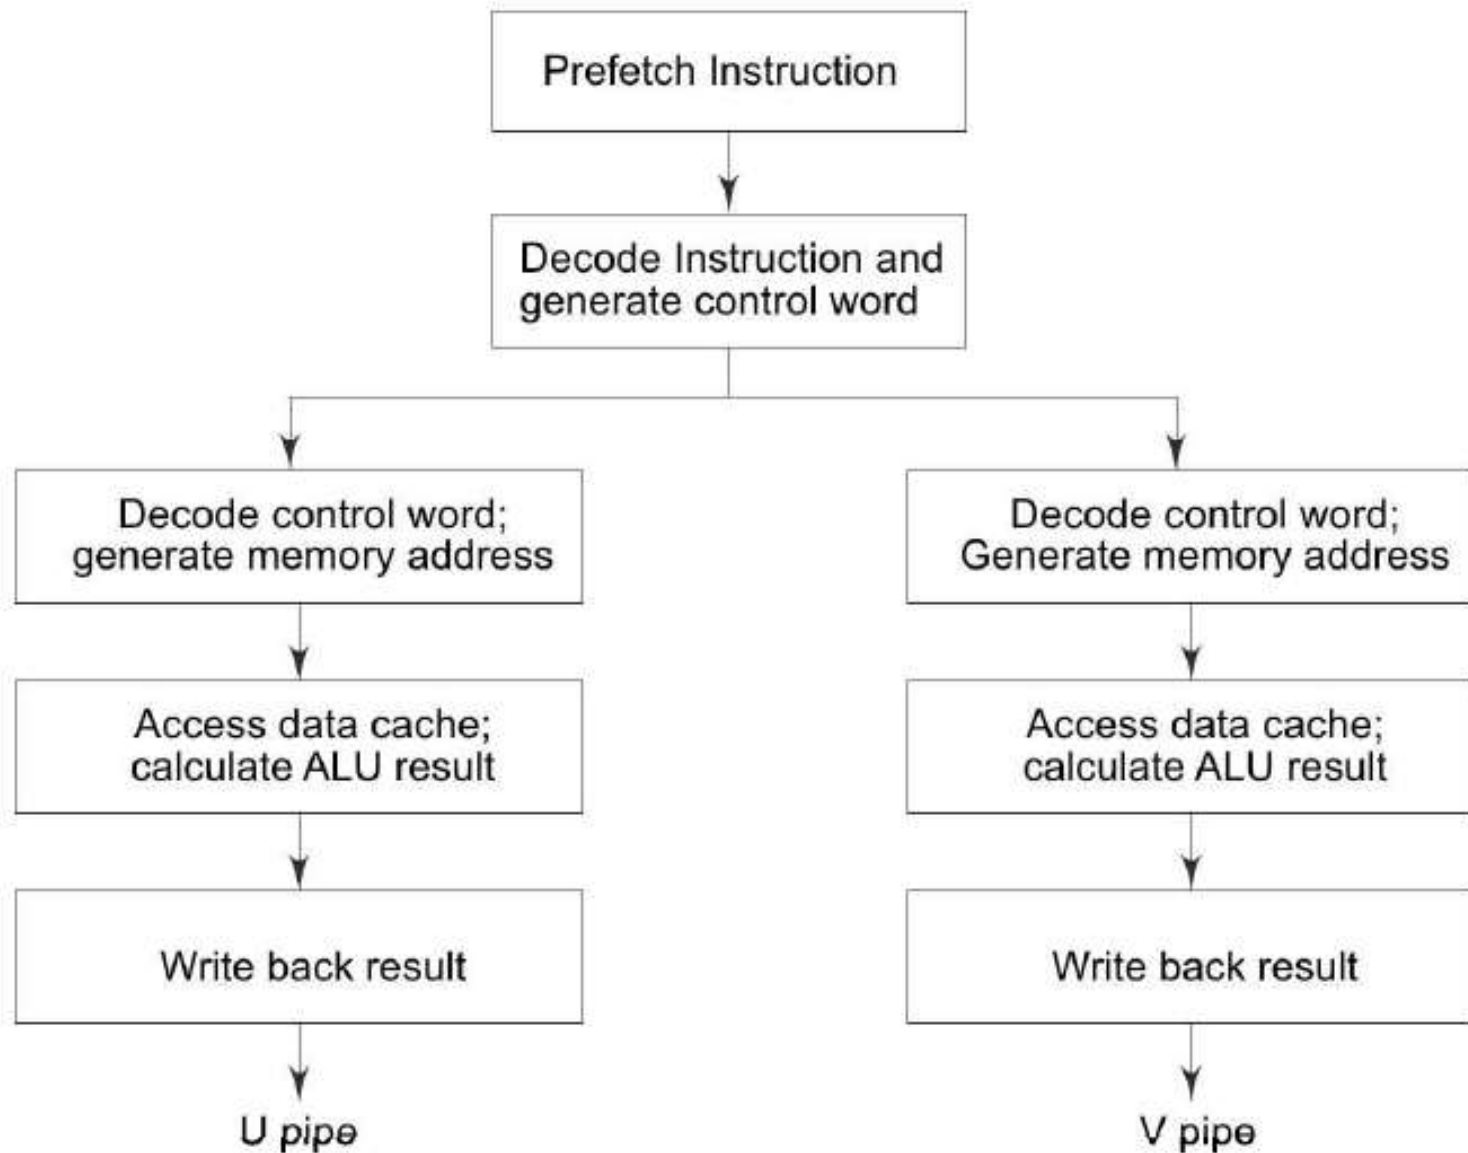 Prefetch Instruction
Decode Instruction and
generate control word
Decode control word;
generate memory address
Decode control word;
Generate memory address
Access data cache;
calculate ALU result
Access data cache;
calculate ALU result
Write back result
Write back result
U pipe
V pipe